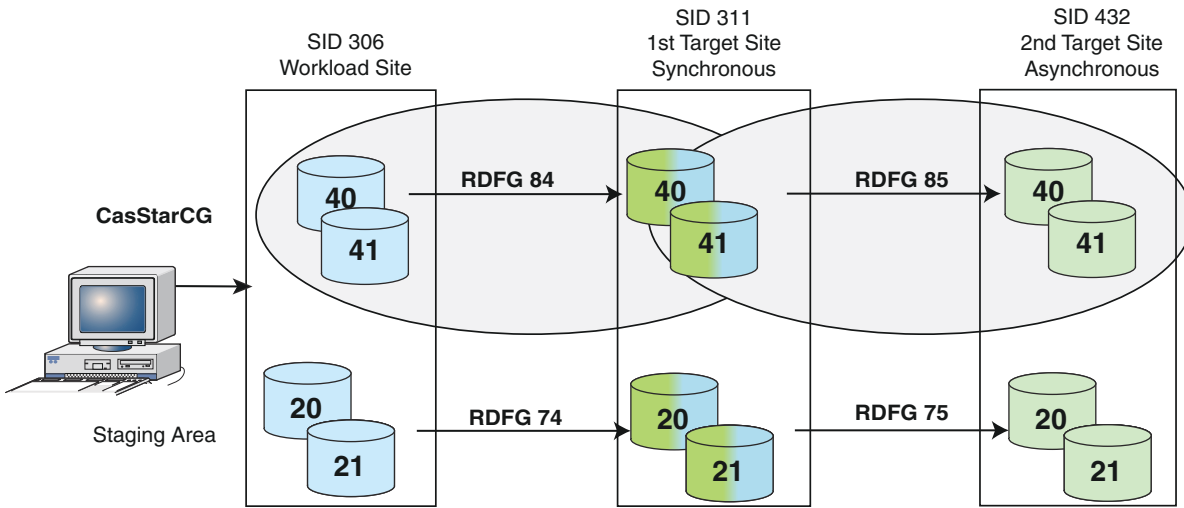 SID 306
Workload Site
SID 311
1st Target Site
Synchronous
SID 432
2nd Target Site
Asynchronous
CasStarCG
40
41
RDFG 84
40
41
RDFG 85
40
41
Staging Area
20
21
RDFG 74
20
21
RDFG 75
20
21